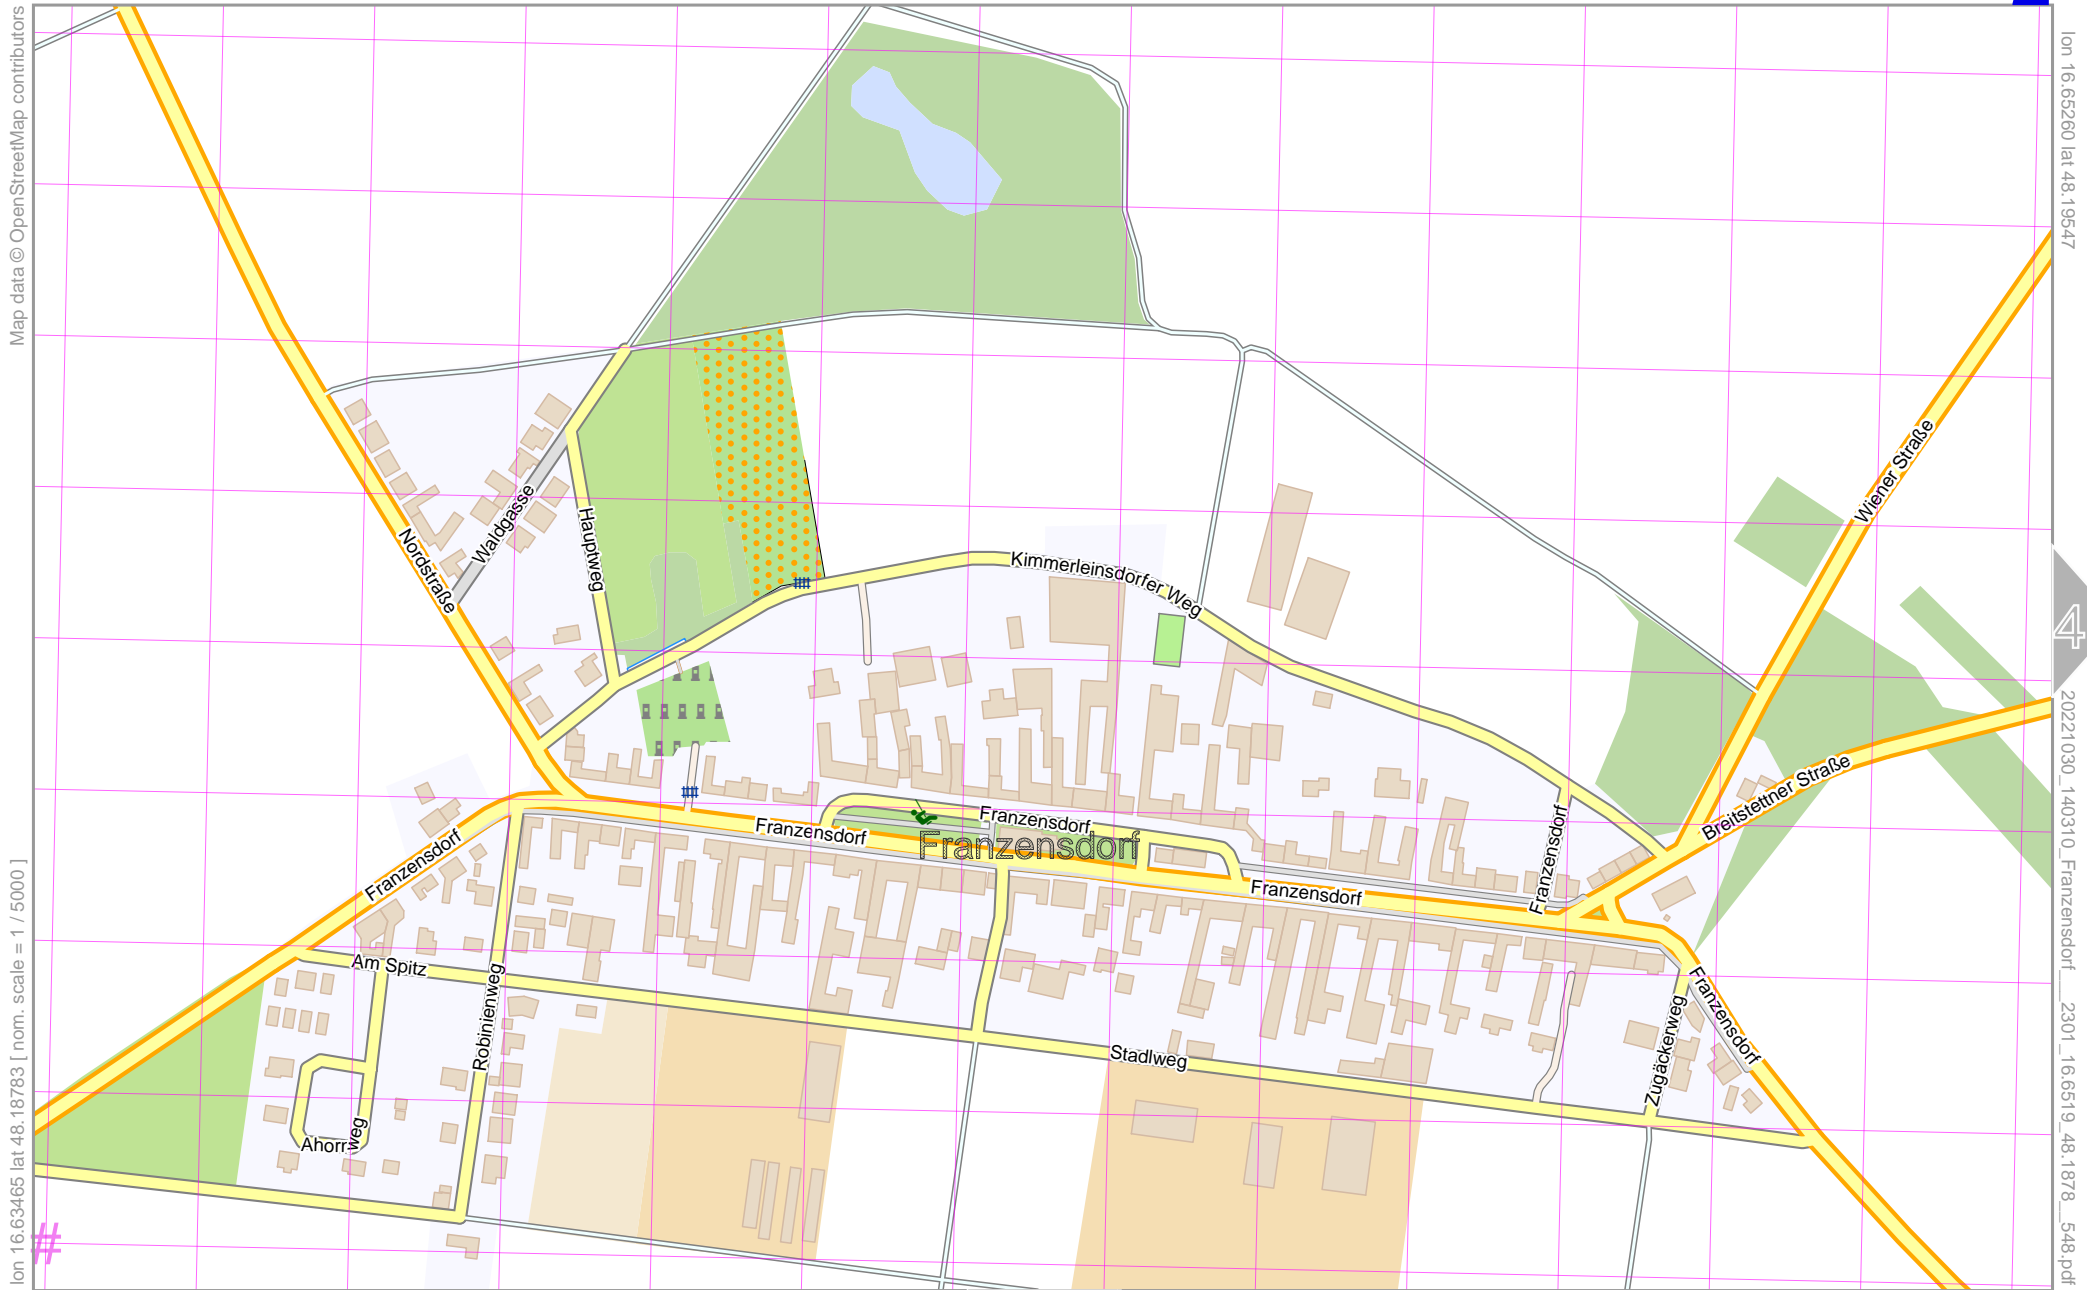 Map data © OpenStreetMap contributors
lon 16.65260 lat 48.19547
Wiener Straße
Waldgasse
Hauptweg
Nordstraße
Kimmerleinsdorfer Weg
4
Breitstettner Straße
Franzensdorf
Franzensdorf
Franzensdorf
Franzensdorf
Franzensdorf
Franzensdorf
Franzensdorf
Am Spitz
Robinienweg
Stadlweg
Zugäckerweg
Franzensdorf
Ahornweg
lon 16.63465 lat 48.18783 [ nom. scale = 1 / 5000 ]
20221030_140310_Franzensdorf__2301_16.6519_48.1878__548.pdf
#